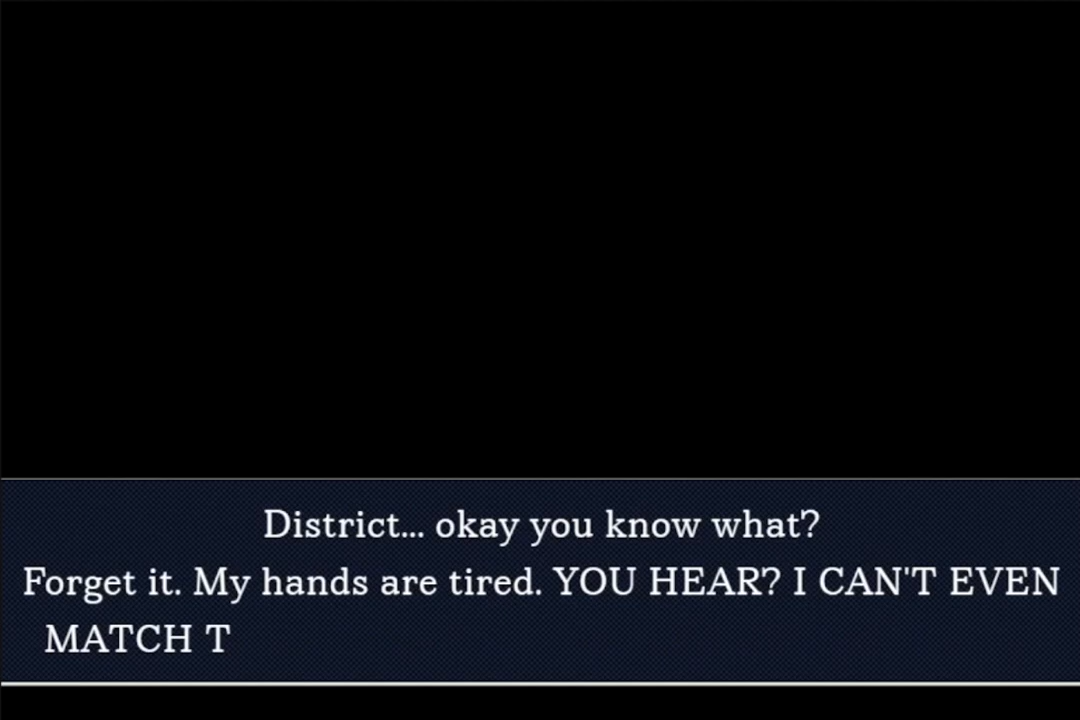 District... okay you know what?
Forget it. My hands are tired. YOU HEAR? I CAN'T EVEN
MATCH T